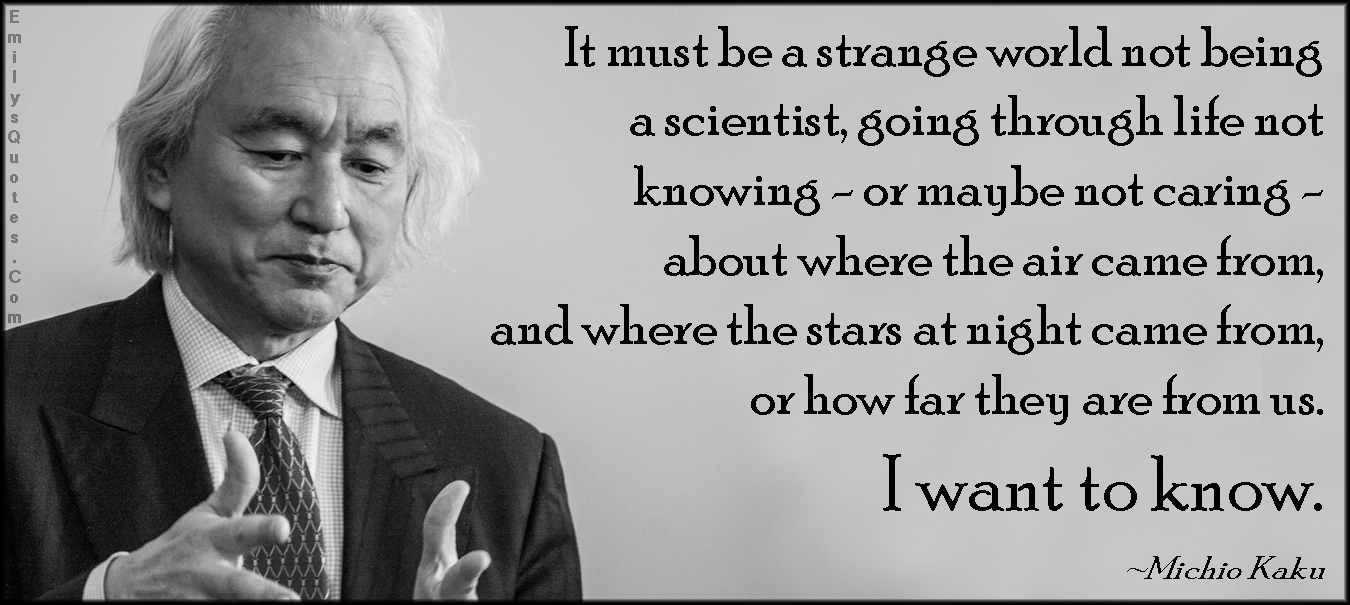 EmilysQuotes.Com
It must be a strange world not being
a scientist, going through life not
knowing ~ or maybe not caring ~
about where the air came from,
and where the stars at night came from,
or how far they are from us.
I want to know.
~Michio Kaku